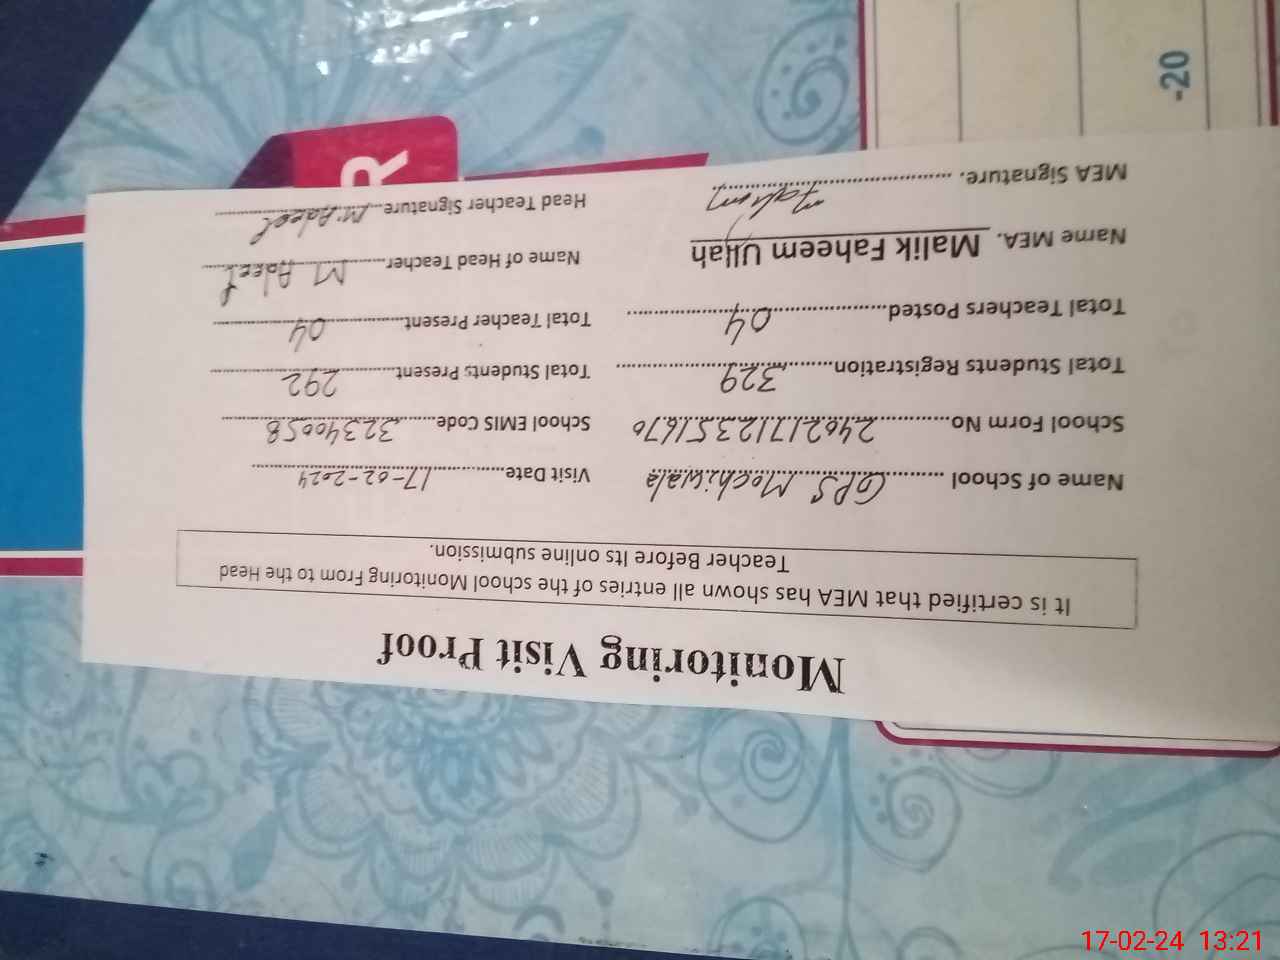 Monitoring Visit Proof
It is certified that MEA has shown all entries of the school Monitoring From to the Head
Teacher Before Its online submission.
Name of School ........... GPS Mochiwala Visit Date........... 17-02-2024
School Form No........... 24021712351670 School EMIS Code....... 32340058
Total Students Registration........... 329 Total Students Present........... 292
Total Teachers Posted........... 04 Total Teacher Present........... 04
Name MEA. Malik Faheem Ullah Name of Head Teacher........... M Adeel
MEA Signature. ........... Faheem Head Teacher Signature........... M. Adeel
R
-20
17-02-24 13:21